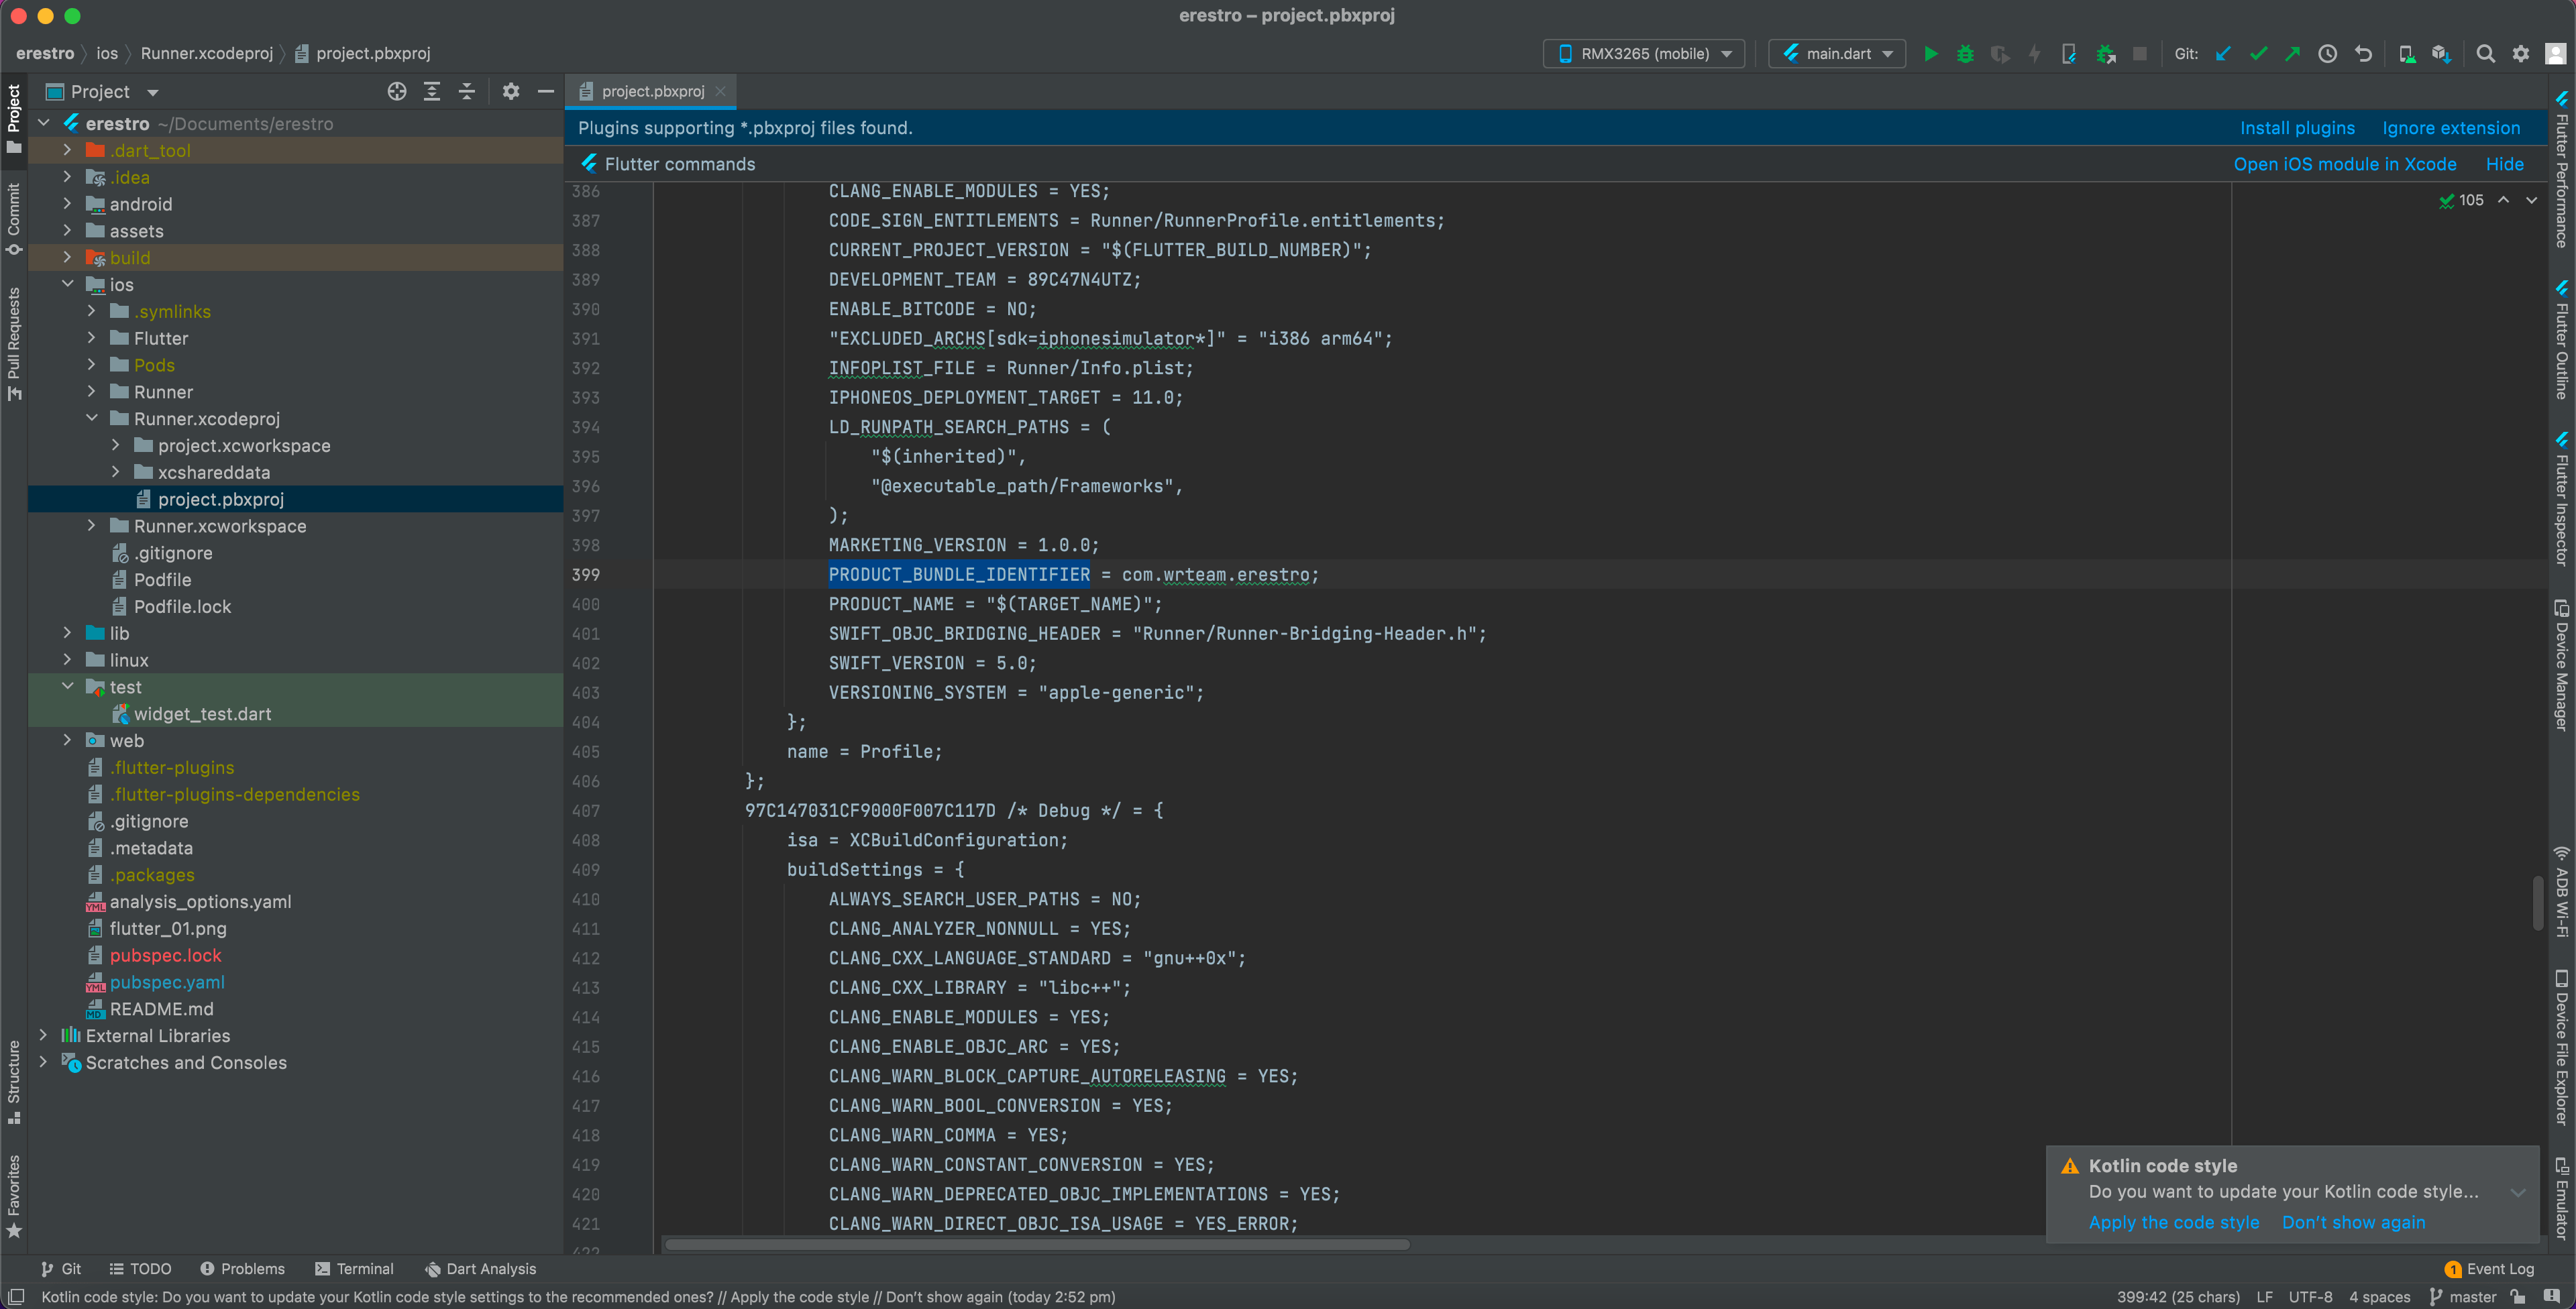 erestro – project.pbxproj
erestro ios Runner.xcodeproj project.pbxproj
RMX3265 (mobile) main.dart Git:
Project
project.pbxproj
Plugins supporting *.pbxproj files found. Install plugins Ignore extension
Flutter commands Open iOS module in Xcode Hide
105
Project
Commit
Pull Requests
Structure
Favorites
erestro ~/Documents/erestro
.dart_tool
.idea
android
assets
build
ios
.symlinks
Flutter
Pods
Runner
Runner.xcodeproj
project.xcworkspace
xcshareddata
project.pbxproj
Runner.xcworkspace
.gitignore
Podfile
Podfile.lock
lib
linux
test
widget_test.dart
web
.flutter-plugins
.flutter-plugins-dependencies
.gitignore
.metadata
.packages
analysis_options.yaml
flutter_01.png
pubspec.lock
pubspec.yaml
README.md
External Libraries
Scratches and Consoles
386 CLANG_ENABLE_MODULES = YES;
387 CODE_SIGN_ENTITLEMENTS = Runner/RunnerProfile.entitlements;
388 CURRENT_PROJECT_VERSION = "$(FLUTTER_BUILD_NUMBER)";
389 DEVELOPMENT_TEAM = 89C47N4UTZ;
390 ENABLE_BITCODE = NO;
391 "EXCLUDED_ARCHS[sdk=iphonesimulator*]" = "i386 arm64";
392 INFOPLIST_FILE = Runner/Info.plist;
393 IPHONEOS_DEPLOYMENT_TARGET = 11.0;
394 LD_RUNPATH_SEARCH_PATHS = (
395 "$(inherited)",
396 "@executable_path/Frameworks",
397 );
398 MARKETING_VERSION = 1.0.0;
399 PRODUCT_BUNDLE_IDENTIFIER = com.wrteam.erestro;
400 PRODUCT_NAME = "$(TARGET_NAME)";
401 SWIFT_OBJC_BRIDGING_HEADER = "Runner/Runner-Bridging-Header.h";
402 SWIFT_VERSION = 5.0;
403 VERSIONING_SYSTEM = "apple-generic";
404 };
405 name = Profile;
406 };
407 97C147031CF9000F007C117D /* Debug */ = {
408 isa = XCBuildConfiguration;
409 buildSettings = {
410 ALWAYS_SEARCH_USER_PATHS = NO;
411 CLANG_ANALYZER_NONNULL = YES;
412 CLANG_CXX_LANGUAGE_STANDARD = "gnu++0x";
413 CLANG_CXX_LIBRARY = "libc++";
414 CLANG_ENABLE_MODULES = YES;
415 CLANG_ENABLE_OBJC_ARC = YES;
416 CLANG_WARN_BLOCK_CAPTURE_AUTORELEASING = YES;
417 CLANG_WARN_BOOL_CONVERSION = YES;
418 CLANG_WARN_COMMA = YES;
419 CLANG_WARN_CONSTANT_CONVERSION = YES;
420 CLANG_WARN_DEPRECATED_OBJC_IMPLEMENTATIONS = YES;
421 CLANG_WARN_DIRECT_OBJC_ISA_USAGE = YES_ERROR;
422
Flutter Performance
Flutter Outline
Flutter Inspector
Device Manager
ADB Wi-Fi
Device File Explorer
Emulator
Kotlin code style
Do you want to update your Kotlin code style...
Apply the code style Don't show again
Git TODO Problems Terminal Dart Analysis 1 Event Log
Kotlin code style: Do you want to update your Kotlin code style settings to the recommended ones? // Apply the code style // Don't show again (today 2:52 pm) 399:42 (25 chars) LF UTF-8 4 spaces master